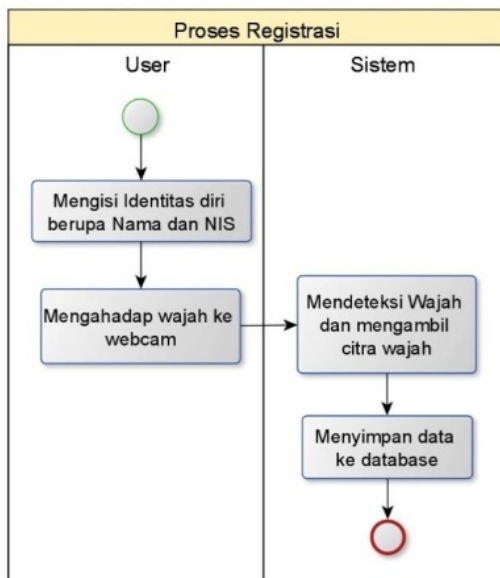 Proses Registrasi
User
Sistem
Mengisi Identitas diri
berupa Nama dan NIS
Mengahadap wajah ke
webcam
Mendeteksi Wajah
dan mengambil
citra wajah
Menyimpan data
ke database